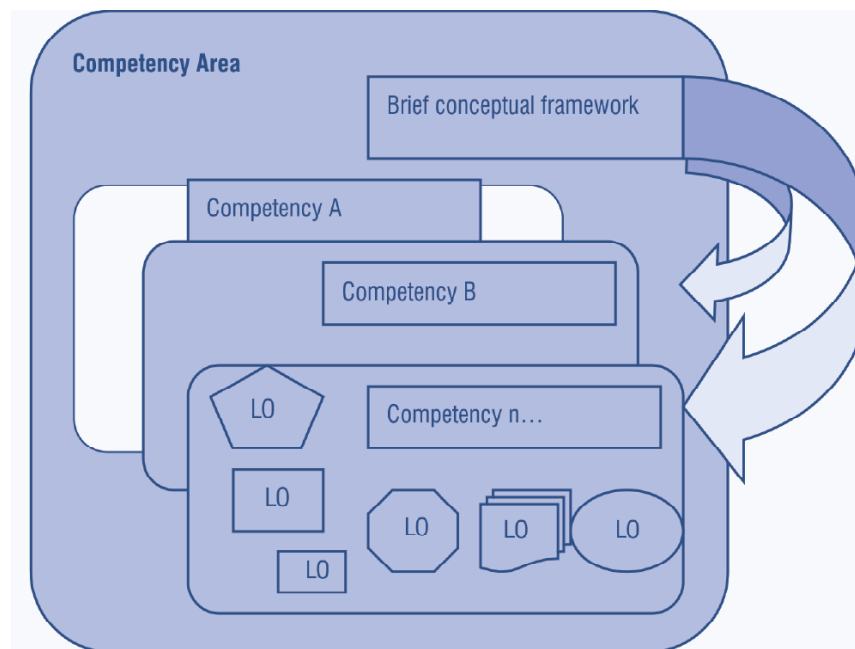 Competency Area
Brief conceptual framework
Competency A
Competency B
LO
Competency n...
LO
LO
LO
LO
LO